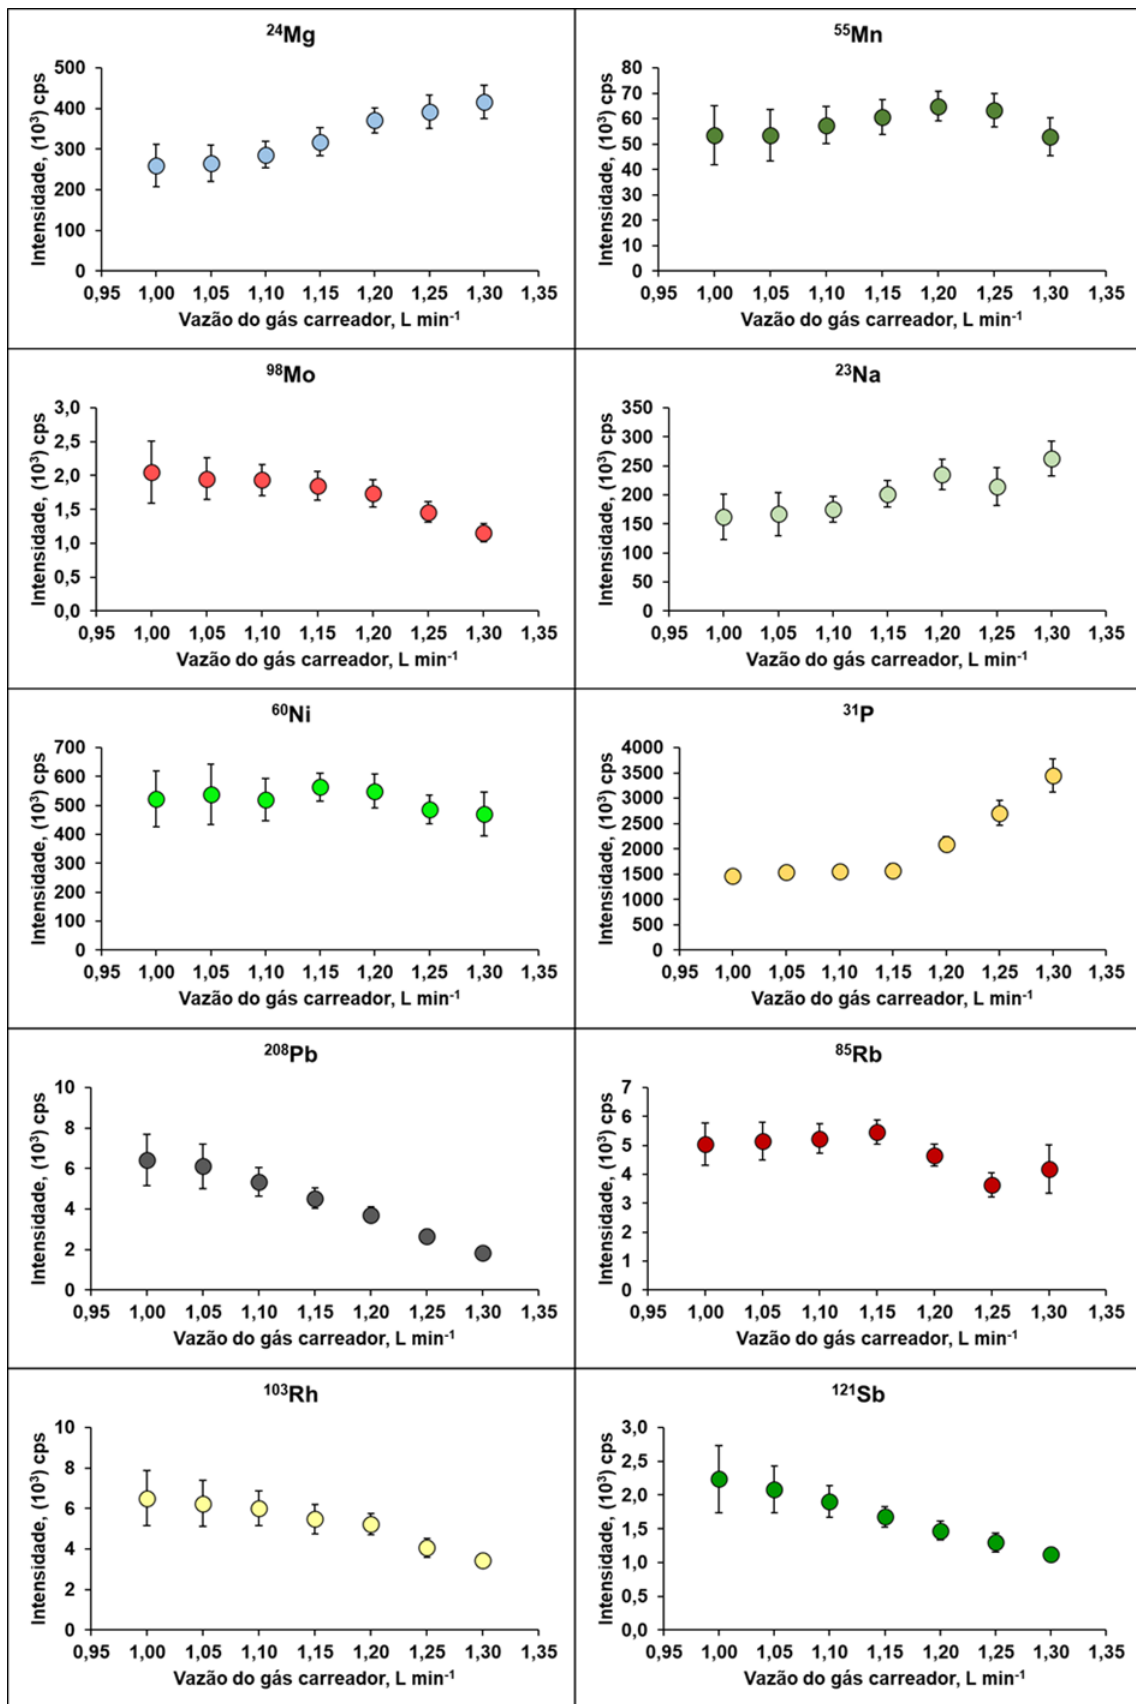 ²⁴Mg
Intensidade, (10³) cps
500
400
300
200
100
0
0,95 1,00 1,05 1,10 1,15 1,20 1,25 1,30 1,35
Vazão do gás carreador, L min⁻¹
⁵⁵Mn
Intensidade, (10³) cps
80
70
60
50
40
30
20
10
0
0,95 1,00 1,05 1,10 1,15 1,20 1,25 1,30 1,35
Vazão do gás carreador, L min⁻¹
⁹⁸Mo
Intensidade, (10³) cps
3,0
2,5
2,0
1,5
1,0
0,5
0,0
0,95 1,00 1,05 1,10 1,15 1,20 1,25 1,30 1,35
Vazão do gás carreador, L min⁻¹
²³Na
Intensidade, (10³) cps
350
300
250
200
150
100
50
0
0,95 1,00 1,05 1,10 1,15 1,20 1,25 1,30 1,35
Vazão do gás carreador, L min⁻¹
⁶⁰Ni
Intensidade, (10³) cps
700
600
500
400
300
200
100
0
0,95 1,00 1,05 1,10 1,15 1,20 1,25 1,30 1,35
Vazão do gás carreador, L min⁻¹
³¹P
Intensidade, (10³) cps
4000
3500
3000
2500
2000
1500
1000
500
0
0,95 1,00 1,05 1,10 1,15 1,20 1,25 1,30 1,35
Vazão do gás carreador, L min⁻¹
²⁰⁸Pb
Intensidade, (10³) cps
10
8
6
4
2
0
0,95 1,00 1,05 1,10 1,15 1,20 1,25 1,30 1,35
Vazão do gás carreador, L min⁻¹
⁸⁵Rb
Intensidade, (10³) cps
7
6
5
4
3
2
1
0
0,95 1,00 1,05 1,10 1,15 1,20 1,25 1,30 1,35
Vazão do gás carreador, L min⁻¹
¹⁰³Rh
Intensidade, (10³) cps
10
8
6
4
2
0
0,95 1,00 1,05 1,10 1,15 1,20 1,25 1,30 1,35
Vazão do gás carreador, L min⁻¹
¹²¹Sb
Intensidade, (10³) cps
3,0
2,5
2,0
1,5
1,0
0,5
0,0
0,95 1,00 1,05 1,10 1,15 1,20 1,25 1,30 1,35
Vazão do gás carreador, L min⁻¹